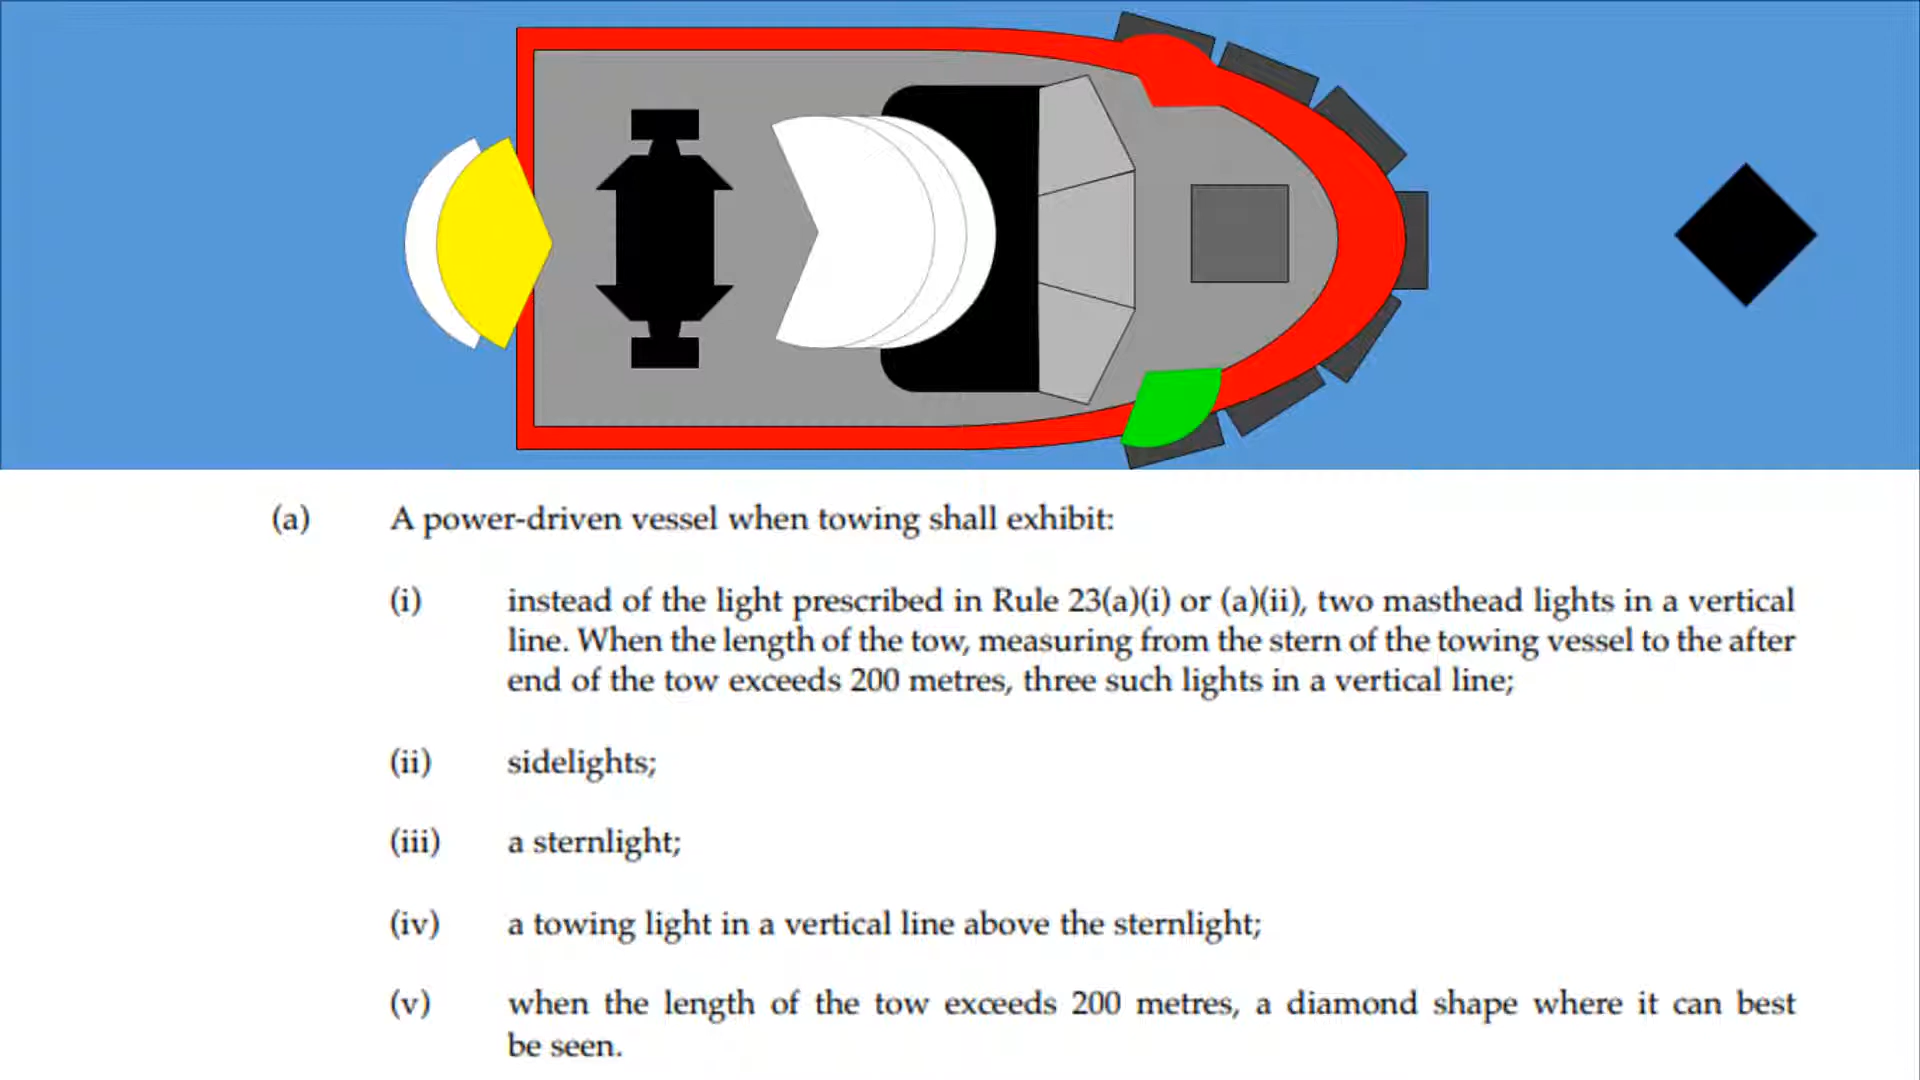 (a) A power-driven vessel when towing shall exhibit:
(i) instead of the light prescribed in Rule 23(a)(i) or (a)(ii), two masthead lights in a vertical
line. When the length of the tow, measuring from the stern of the towing vessel to the after
end of the tow exceeds 200 metres, three such lights in a vertical line;
(ii) sidelights;
(iii) a sternlight;
(iv) a towing light in a vertical line above the sternlight;
(v) when the length of the tow exceeds 200 metres, a diamond shape where it can best
be seen.